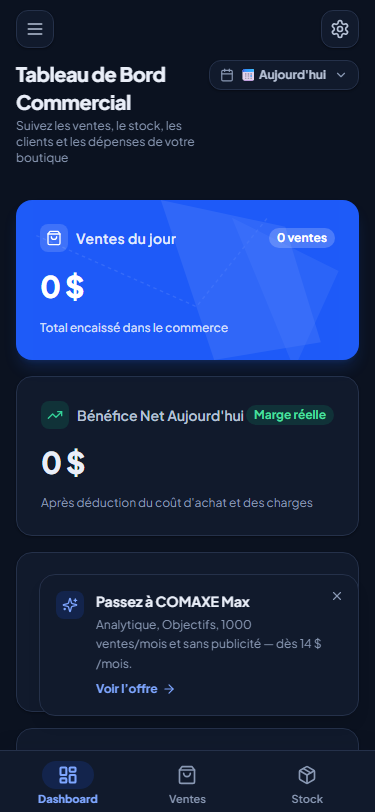 Tableau de Bord
Commercial
Aujourd'hui
Suivez les ventes, le stock, les
clients et les dépenses de votre
boutique
Ventes du jour
0 ventes
0 $
Total encaissé dans le commerce
Bénéfice Net Aujourd'hui
Marge réelle
0 $
Après déduction du coût d'achat et des charges
Passez à COMAXE Max
Analytique, Objectifs, 1000
ventes/mois et sans publicité — dès 14 $
/mois.
Voir l'offre →
Dashboard
Ventes
Stock